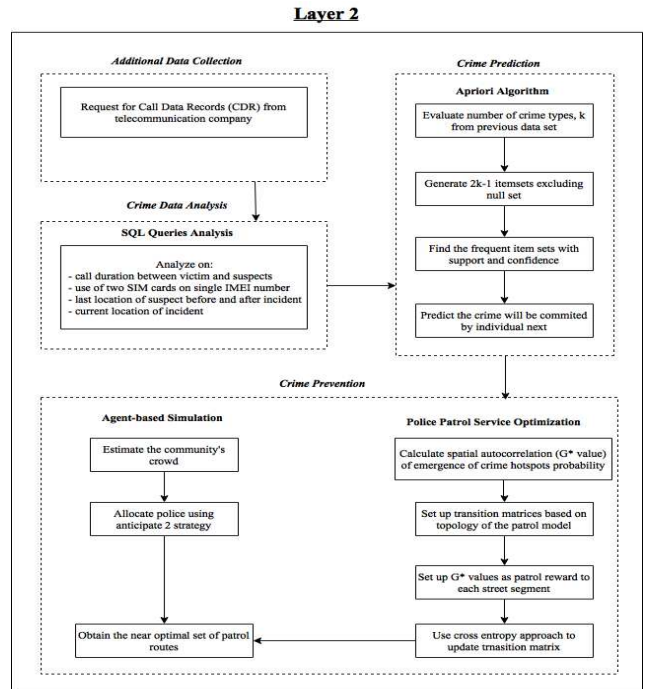 Layer 2
Additional Data Collection
Request for Call Data Records (CDR) from
telecommunication company
Crime Data Analysis
SQL Queries Analysis
Analyze on:
- call duration between victim and suspects
- use of two SIM cards on single IMEI number
- last location of suspect before and after incident
- current location of incident
Crime Prediction
Apriori Algorithm
Evaluate number of crime types, k
from previous data set
Generate 2k-1 itemsets excluding
null set
Find the frequent item sets with
support and confidence
Predict the crime will be commited
by individual next
Crime Prevention
Agent-based Simulation
Estimate the community's
crowd
Allocate police using
anticipate 2 strategy
Obtain the near optimal set of patrol
routes
Police Patrol Service Optimization
Calculate spatial autocorrelation (G* value)
of emergence of crime hotspots probability
Set up transition matrices based on
topology of the patrol model
Set up G* values as patrol reward to
each street segment
Use cross entropy approach to
update trnasition matrix